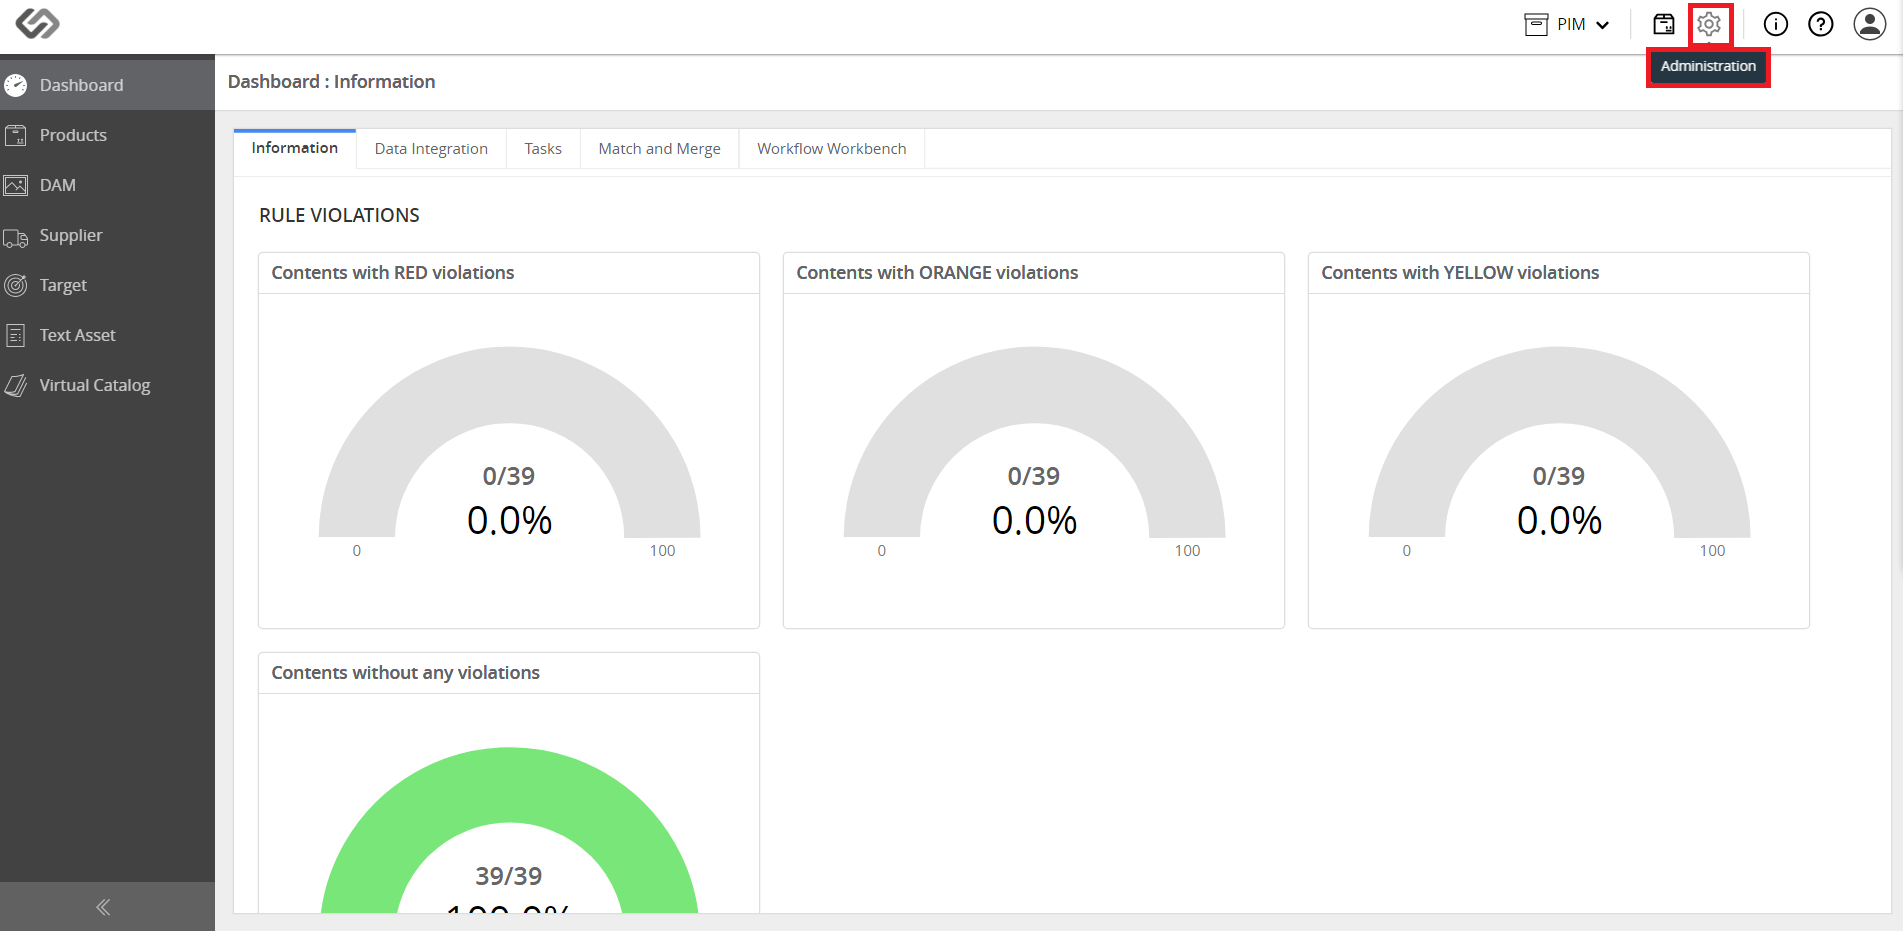 PIM
Administration
Dashboard
Products
DAM
Supplier
Target
Text Asset
Virtual Catalog
Dashboard : Information
Information
Data Integration
Tasks
Match and Merge
Workflow Workbench
RULE VIOLATIONS
Contents with RED violations
0/39
0.0%
0
100
Contents with ORANGE violations
0/39
0.0%
0
100
Contents with YELLOW violations
0/39
0.0%
0
100
Contents without any violations
39/39
100.0%